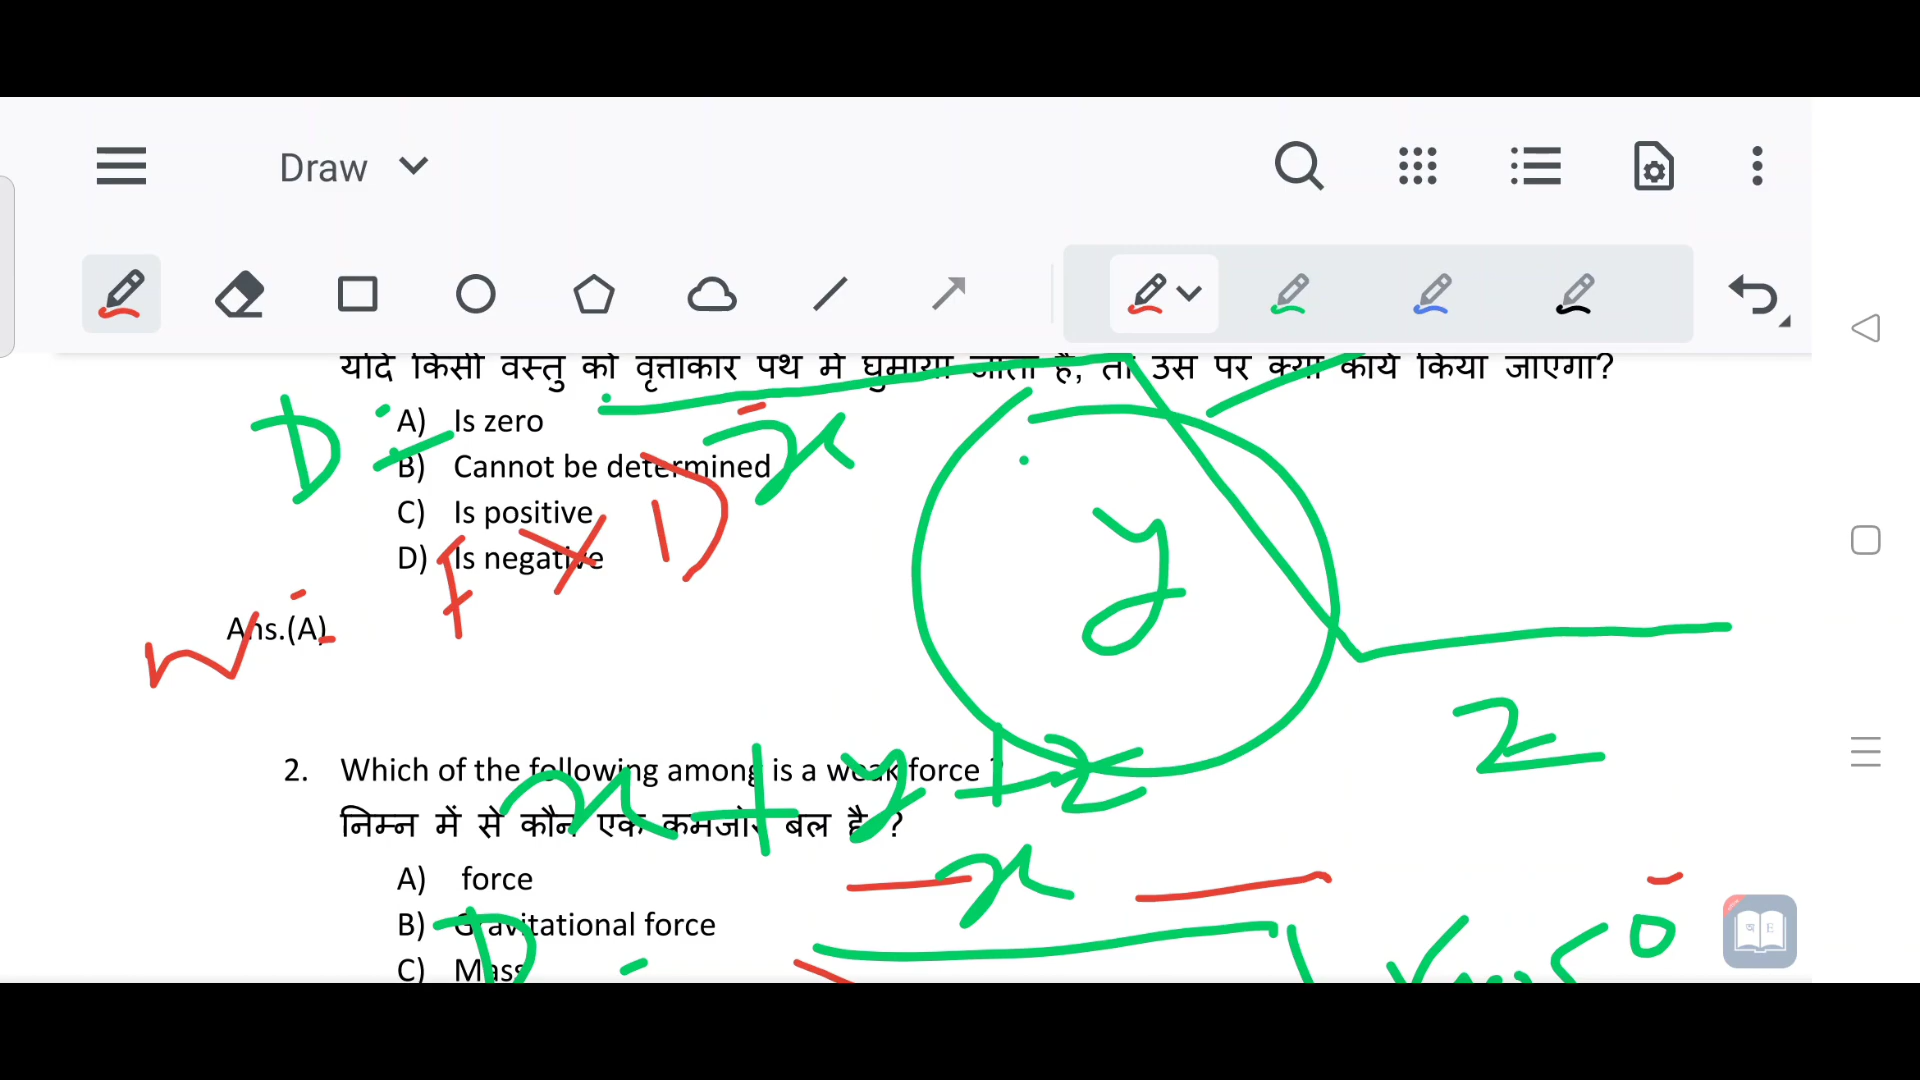 Draw
यदि किसी वस्तु को वृत्ताकार पथ में घुमाया जाता है, तो उस पर क्या कार्य किया जाएगा?
A) Is zero
B) Cannot be determined
C) Is positive
D) Is negative
D :-
x
F x D
y
Ans.(A)
W
z
2. Which of the following among is a weak force ?
x + y + z
निम्न में से कौन एक कमजोर बल है ?
A) force
x
B) Gravitational force
D
0
C) Mass